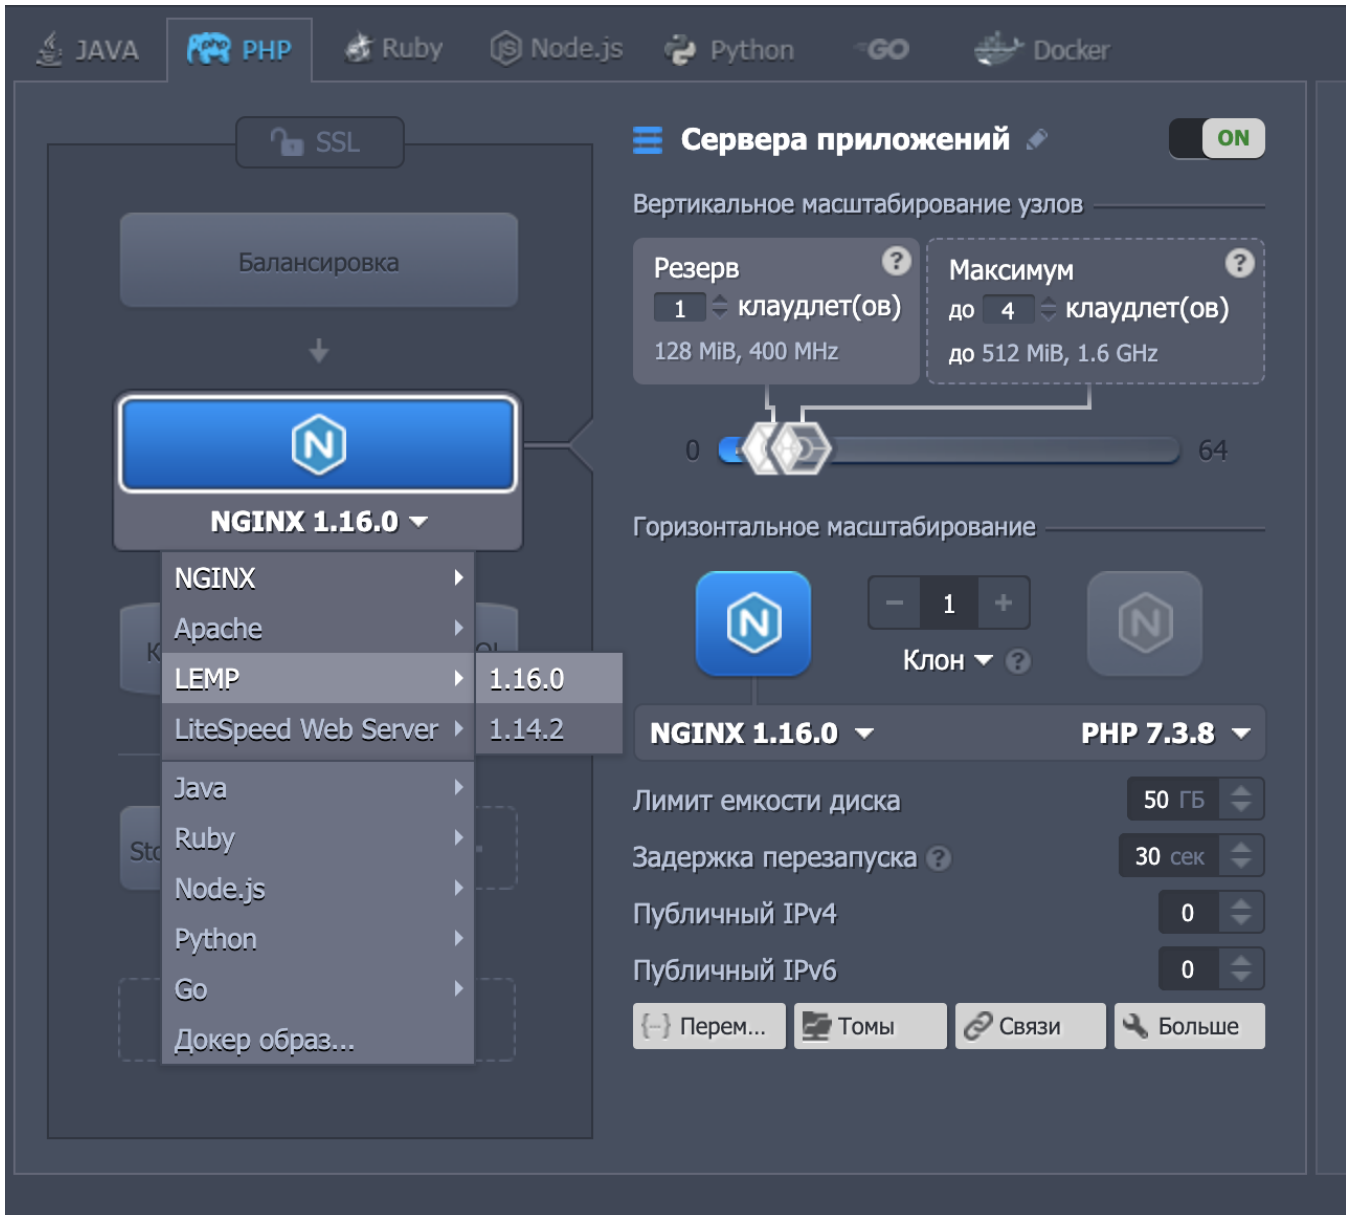 JAVA PHP Ruby Node.js Python GO Docker
SSL
Балансировка
NGINX 1.16.0
NGINX
Apache
LEMP
1.16.0
LiteSpeed Web Server
1.14.2
Java
Ruby
Node.js
Python
Go
Докер образ...
Сервера приложений
ON
Вертикальное масштабирование узлов
Резерв ?
1 клаудлет(ов)
128 MiB, 400 MHz
Максимум ?
до 4 клаудлет(ов)
до 512 MiB, 1.6 GHz
0 64
Горизонтальное масштабирование
1
Клон ?
NGINX 1.16.0 PHP 7.3.8
Лимит емкости диска 50 ГБ
Задержка перезапуска ? 30 сек
Публичный IPv4 0
Публичный IPv6 0
Перем... Томы Связи Больше